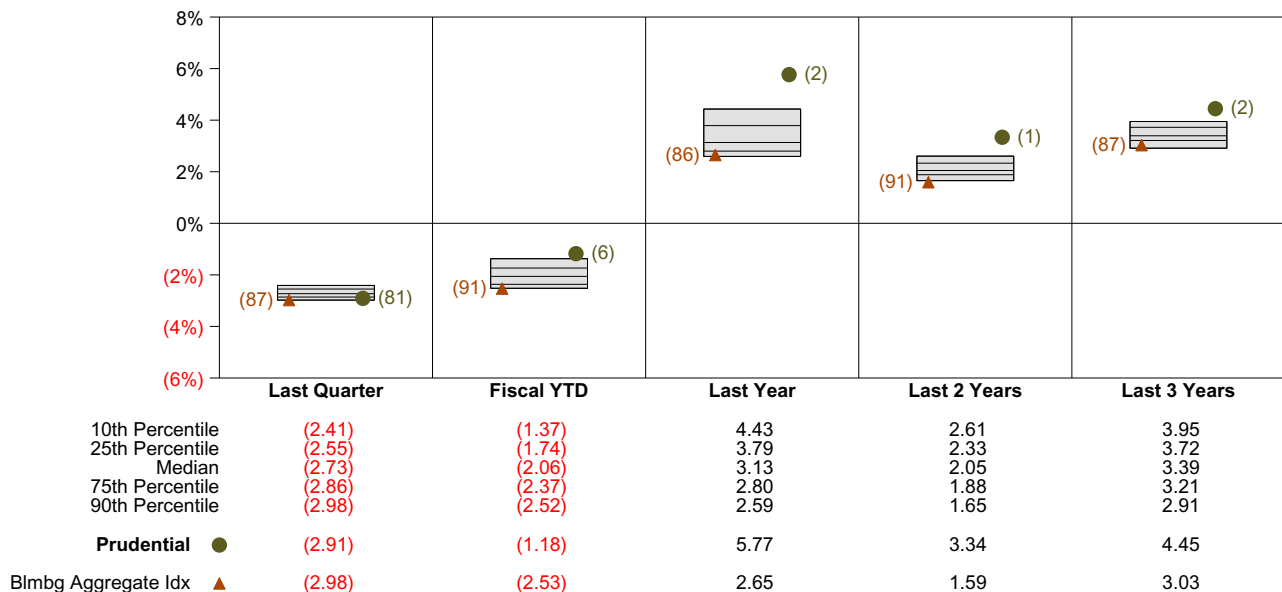 8%
6%
4%
2%
0%
(2%)
(4%)
(6%)
(87) (81)
(91) (6)
(86) (2)
(91) (1)
(87) (2)
Last Quarter Fiscal YTD Last Year Last 2 Years Last 3 Years
10th Percentile (2.41) (1.37) 4.43 2.61 3.95
25th Percentile (2.55) (1.74) 3.79 2.33 3.72
Median (2.73) (2.06) 3.13 2.05 3.39
75th Percentile (2.86) (2.37) 2.80 1.88 3.21
90th Percentile (2.98) (2.52) 2.59 1.65 2.91
Prudential (2.91) (1.18) 5.77 3.34 4.45
Blmbg Aggregate Idx (2.98) (2.53) 2.65 1.59 3.03